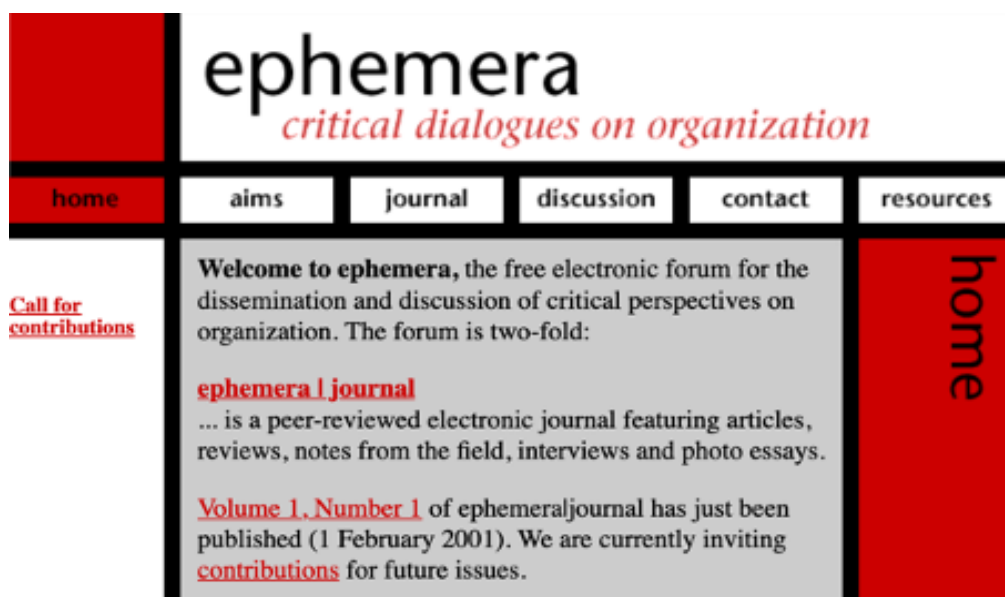 ephemera
critical dialogues on organization
home aims journal discussion contact resources
Call for
contributions
Welcome to ephemera, the free electronic forum for the
dissemination and discussion of critical perspectives on
organization. The forum is two-fold:
ephemera | journal
... is a peer-reviewed electronic journal featuring articles,
reviews, notes from the field, interviews and photo essays.
Volume 1, Number 1 of ephemera|journal has just been
published (1 February 2001). We are currently inviting
contributions for future issues.
home